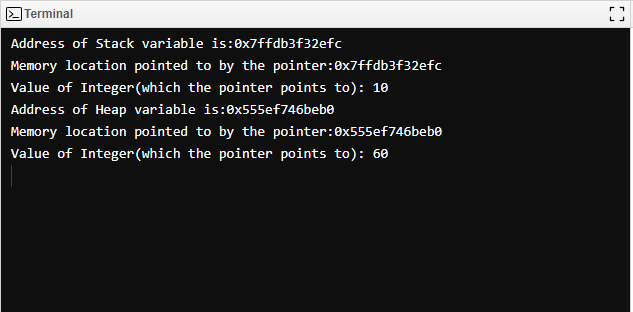 Terminal
Address of Stack variable is:0x7ffdb3f32efc
Memory location pointed to by the pointer:0x7ffdb3f32efc
Value of Integer(which the pointer points to): 10
Address of Heap variable is:0x555ef746beb0
Memory location pointed to by the pointer:0x555ef746beb0
Value of Integer(which the pointer points to): 60